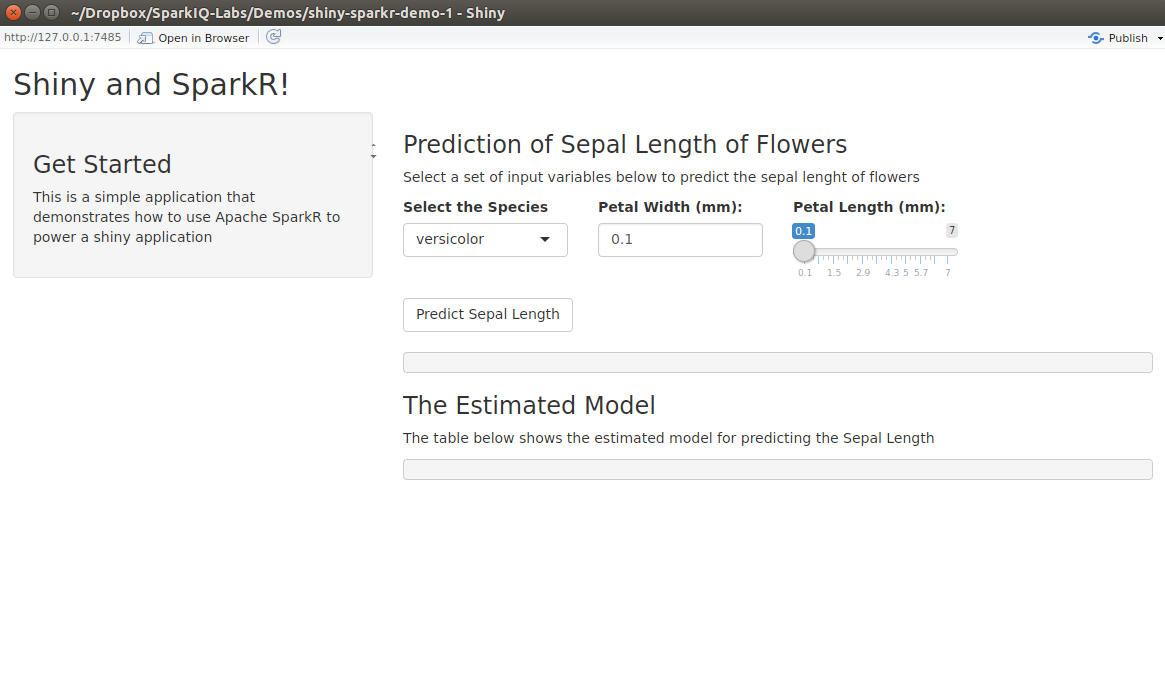 ~/Dropbox/SparkIQ-Labs/Demos/shiny-sparkr-demo-1 - Shiny
http://127.0.0.1:7485 Open in Browser Publish
Shiny and SparkR!
Get Started
This is a simple application that
demonstrates how to use Apache SparkR to
power a shiny application
Prediction of Sepal Length of Flowers
Select a set of input variables below to predict the sepal lenght of flowers
Select the Species
versicolor
Petal Width (mm):
0.1
Petal Length (mm):
0.1 7
0.1 1.5 2.9 4.3 5 5.7 7
Predict Sepal Length
The Estimated Model
The table below shows the estimated model for predicting the Sepal Length